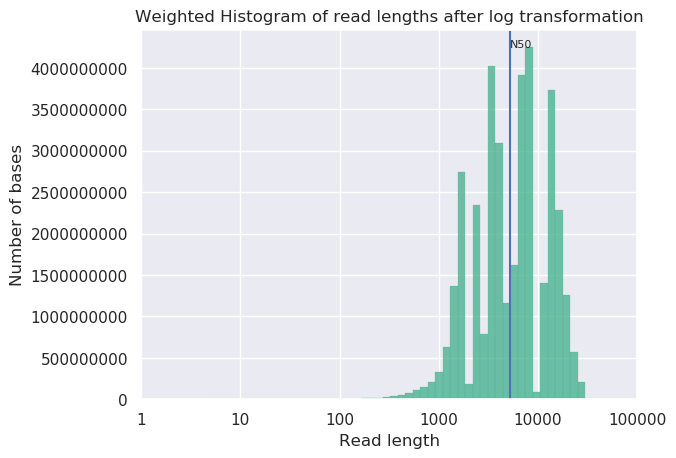 Weighted Histogram of read lengths after log transformation
N50
Number of bases
4000000000
3500000000
3000000000
2500000000
2000000000
1500000000
1000000000
500000000
0
1 10 100 1000 10000 100000
Read length